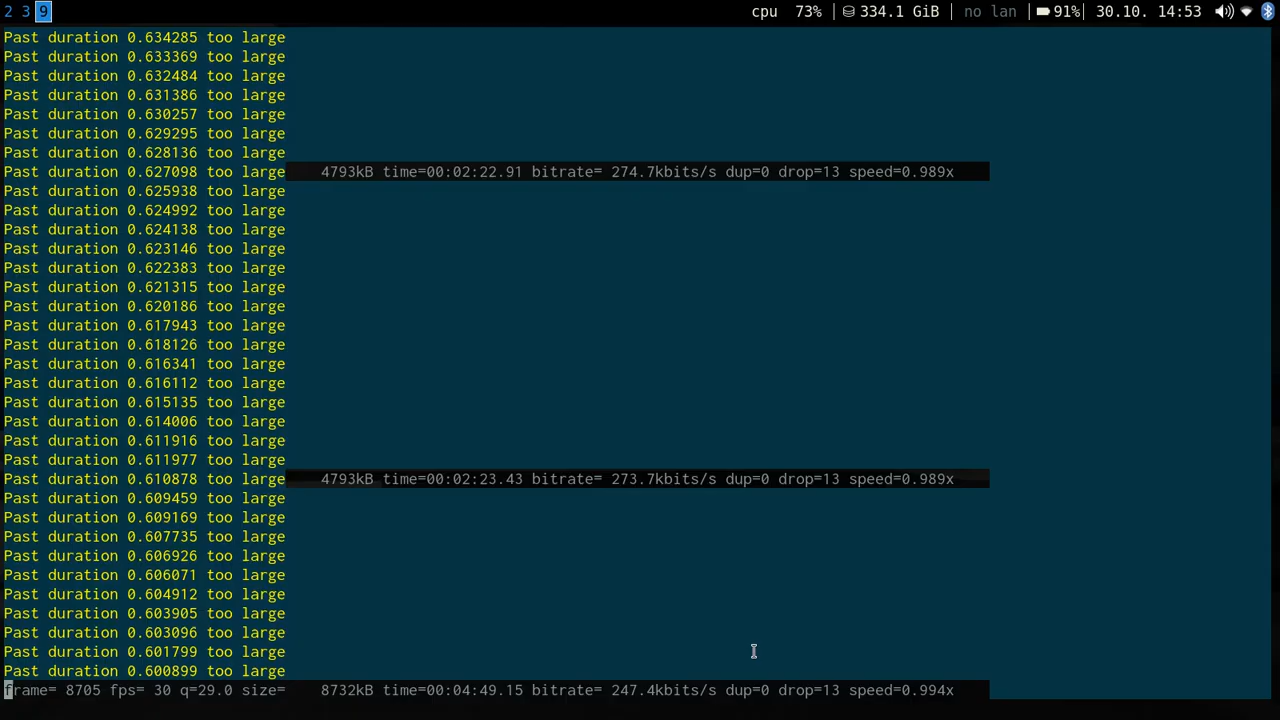 2 3 9 cpu 73% 334.1 GiB no lan 91% 30.10. 14:53
Past duration 0.634285 too large
Past duration 0.633369 too large
Past duration 0.632484 too large
Past duration 0.631386 too large
Past duration 0.630257 too large
Past duration 0.629295 too large
Past duration 0.628136 too large
Past duration 0.627098 too large    4793kB time=00:02:22.91 bitrate= 274.7kbits/s dup=0 drop=13 speed=0.989x
Past duration 0.625938 too large
Past duration 0.624992 too large
Past duration 0.624138 too large
Past duration 0.623146 too large
Past duration 0.622383 too large
Past duration 0.621315 too large
Past duration 0.620186 too large
Past duration 0.617943 too large
Past duration 0.618126 too large
Past duration 0.616341 too large
Past duration 0.616112 too large
Past duration 0.615135 too large
Past duration 0.614006 too large
Past duration 0.611916 too large
Past duration 0.611977 too large
Past duration 0.610878 too large    4793kB time=00:02:23.43 bitrate= 273.7kbits/s dup=0 drop=13 speed=0.989x
Past duration 0.609459 too large
Past duration 0.609169 too large
Past duration 0.607735 too large
Past duration 0.606926 too large
Past duration 0.606071 too large
Past duration 0.604912 too large
Past duration 0.603905 too large
Past duration 0.603096 too large
Past duration 0.601799 too large
Past duration 0.600899 too large
frame= 8705 fps= 30 q=29.0 size=    8732kB time=00:04:49.15 bitrate= 247.4kbits/s dup=0 drop=13 speed=0.994x